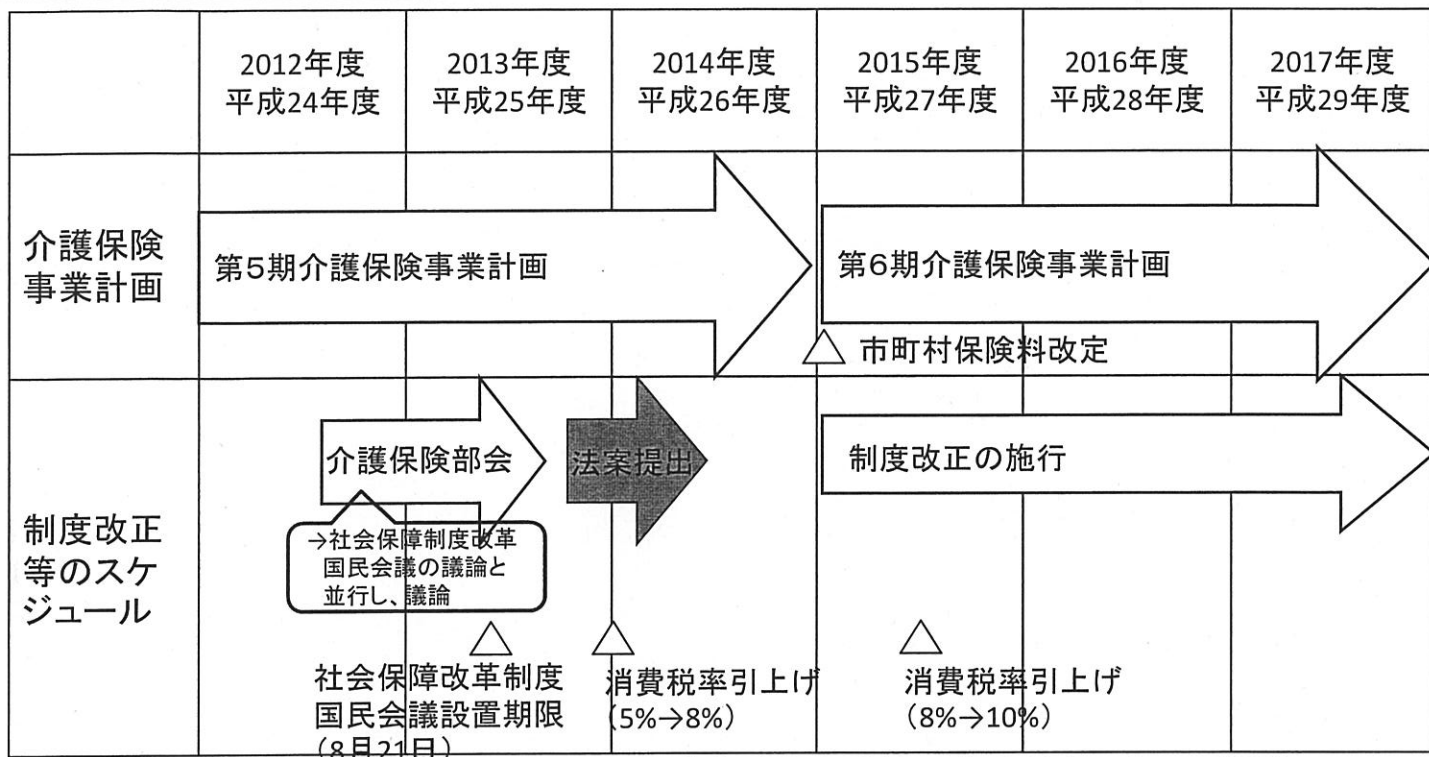 2012年度
平成24年度
2013年度
平成25年度
2014年度
平成26年度
2015年度
平成27年度
2016年度
平成28年度
2017年度
平成29年度
介護保険
事業計画
第5期介護保険事業計画
第6期介護保険事業計画
△ 市町村保険料改定
制度改正
等のスケ
ジュール
介護保険部会
法案提出
制度改正の施行
→社会保障制度改革
国民会議の議論と
並行し、議論
社会保障改革制度
国民会議設置期限
(8月21日)
消費税率引上げ
(5%→8%)
消費税率引上げ
(8%→10%)